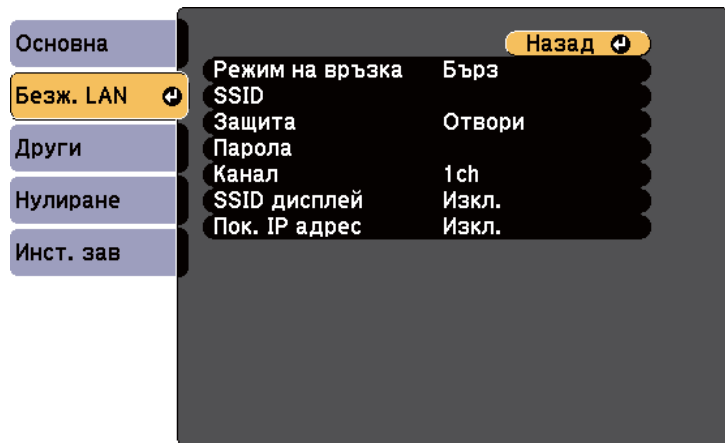 Основна
Безж. LAN
Други
Нулиране
Инст. зав
Назад
Режим на връзка Бърз
SSID
Защита Отвори
Парола
Канал 1ch
SSID дисплей Изкл.
Пок. IP адрес Изкл.